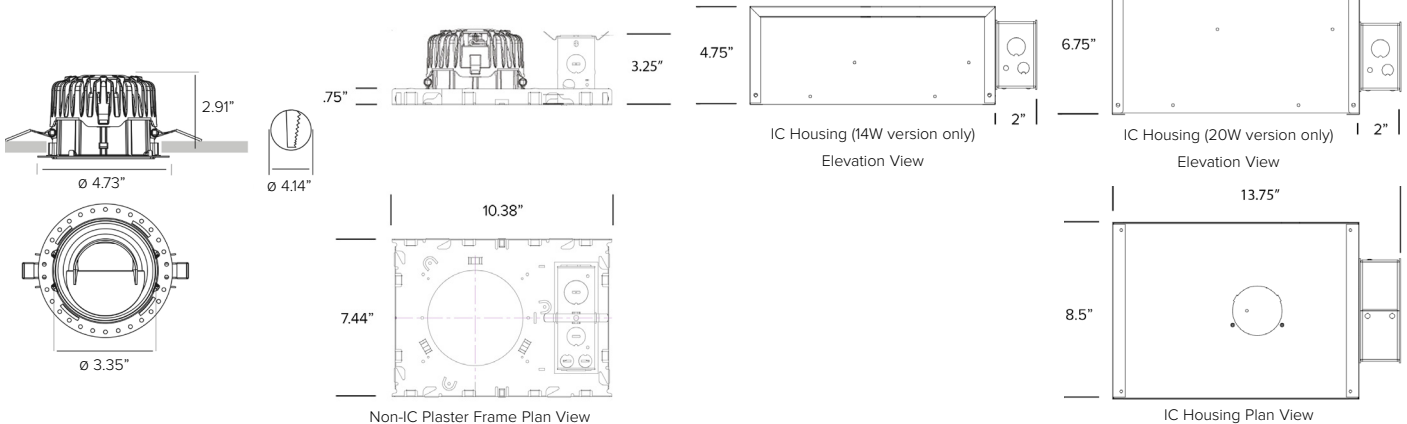 2.91”
Ø 4.73”
Ø 4.14”
Ø 3.35”
.75”
3.25”
10.38”
7.44”
Non-IC Plaster Frame Plan View
4.75”
2”
IC Housing (14W version only)
Elevation View
6.75”
2”
IC Housing (20W version only)
Elevation View
13.75”
8.5”
IC Housing Plan View